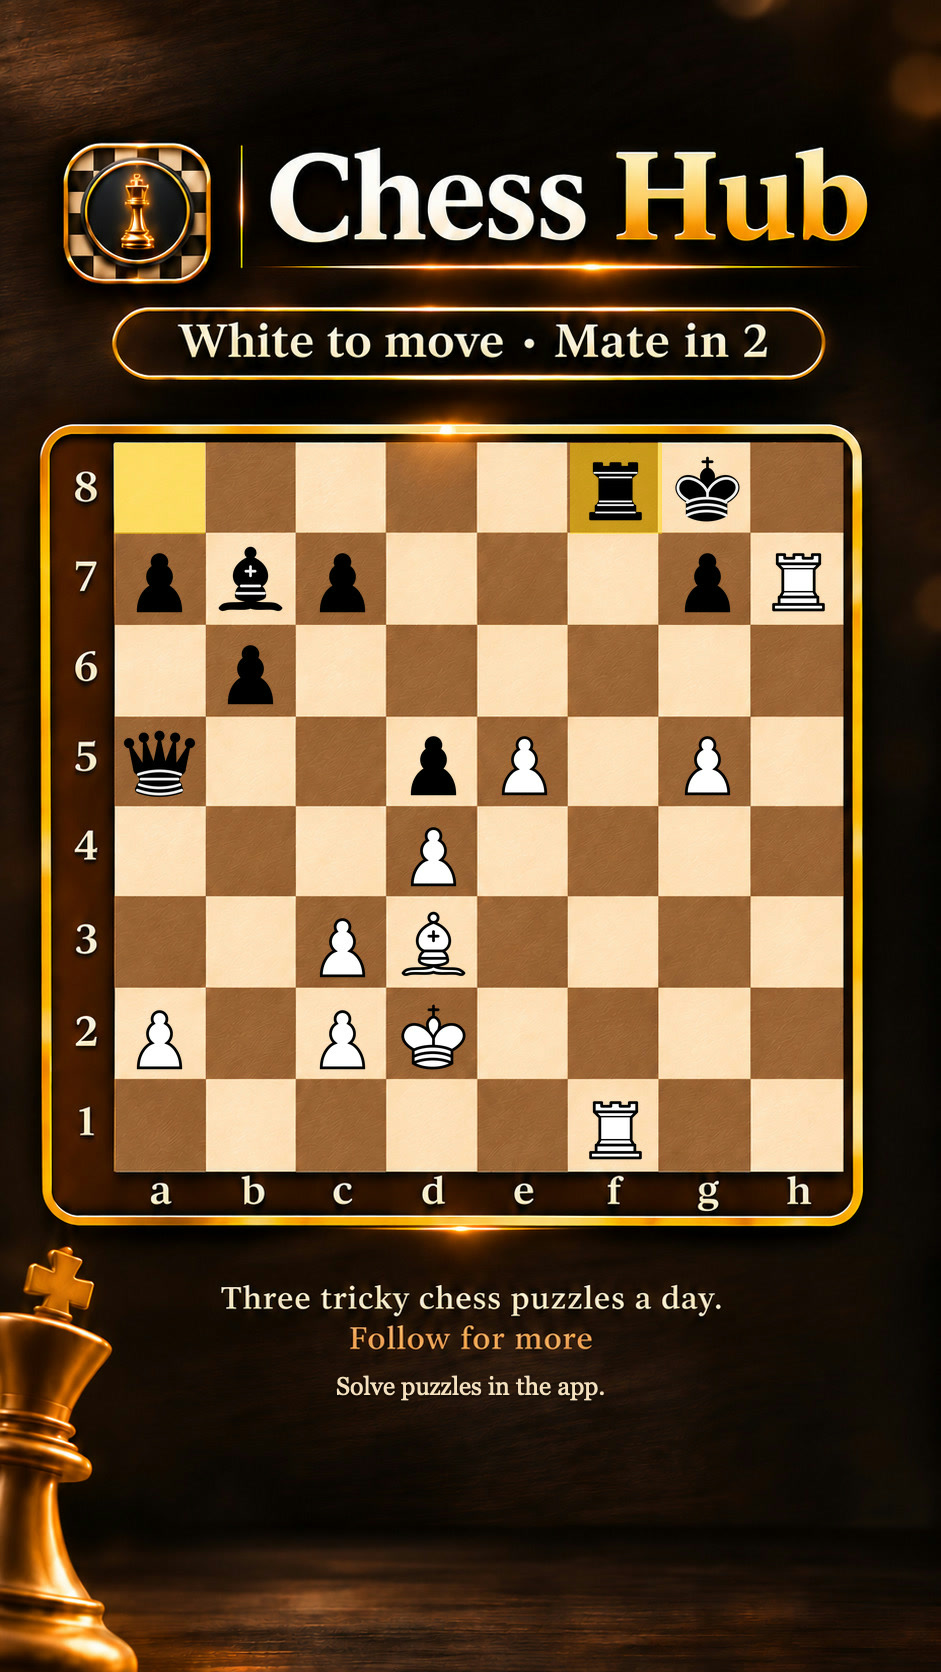 Chess Hub
White to move • Mate in 2
8
7
6
5
4
3
2
1
a b c d e f g h
Three tricky chess puzzles a day.
Follow for more
Solve puzzles in the app.